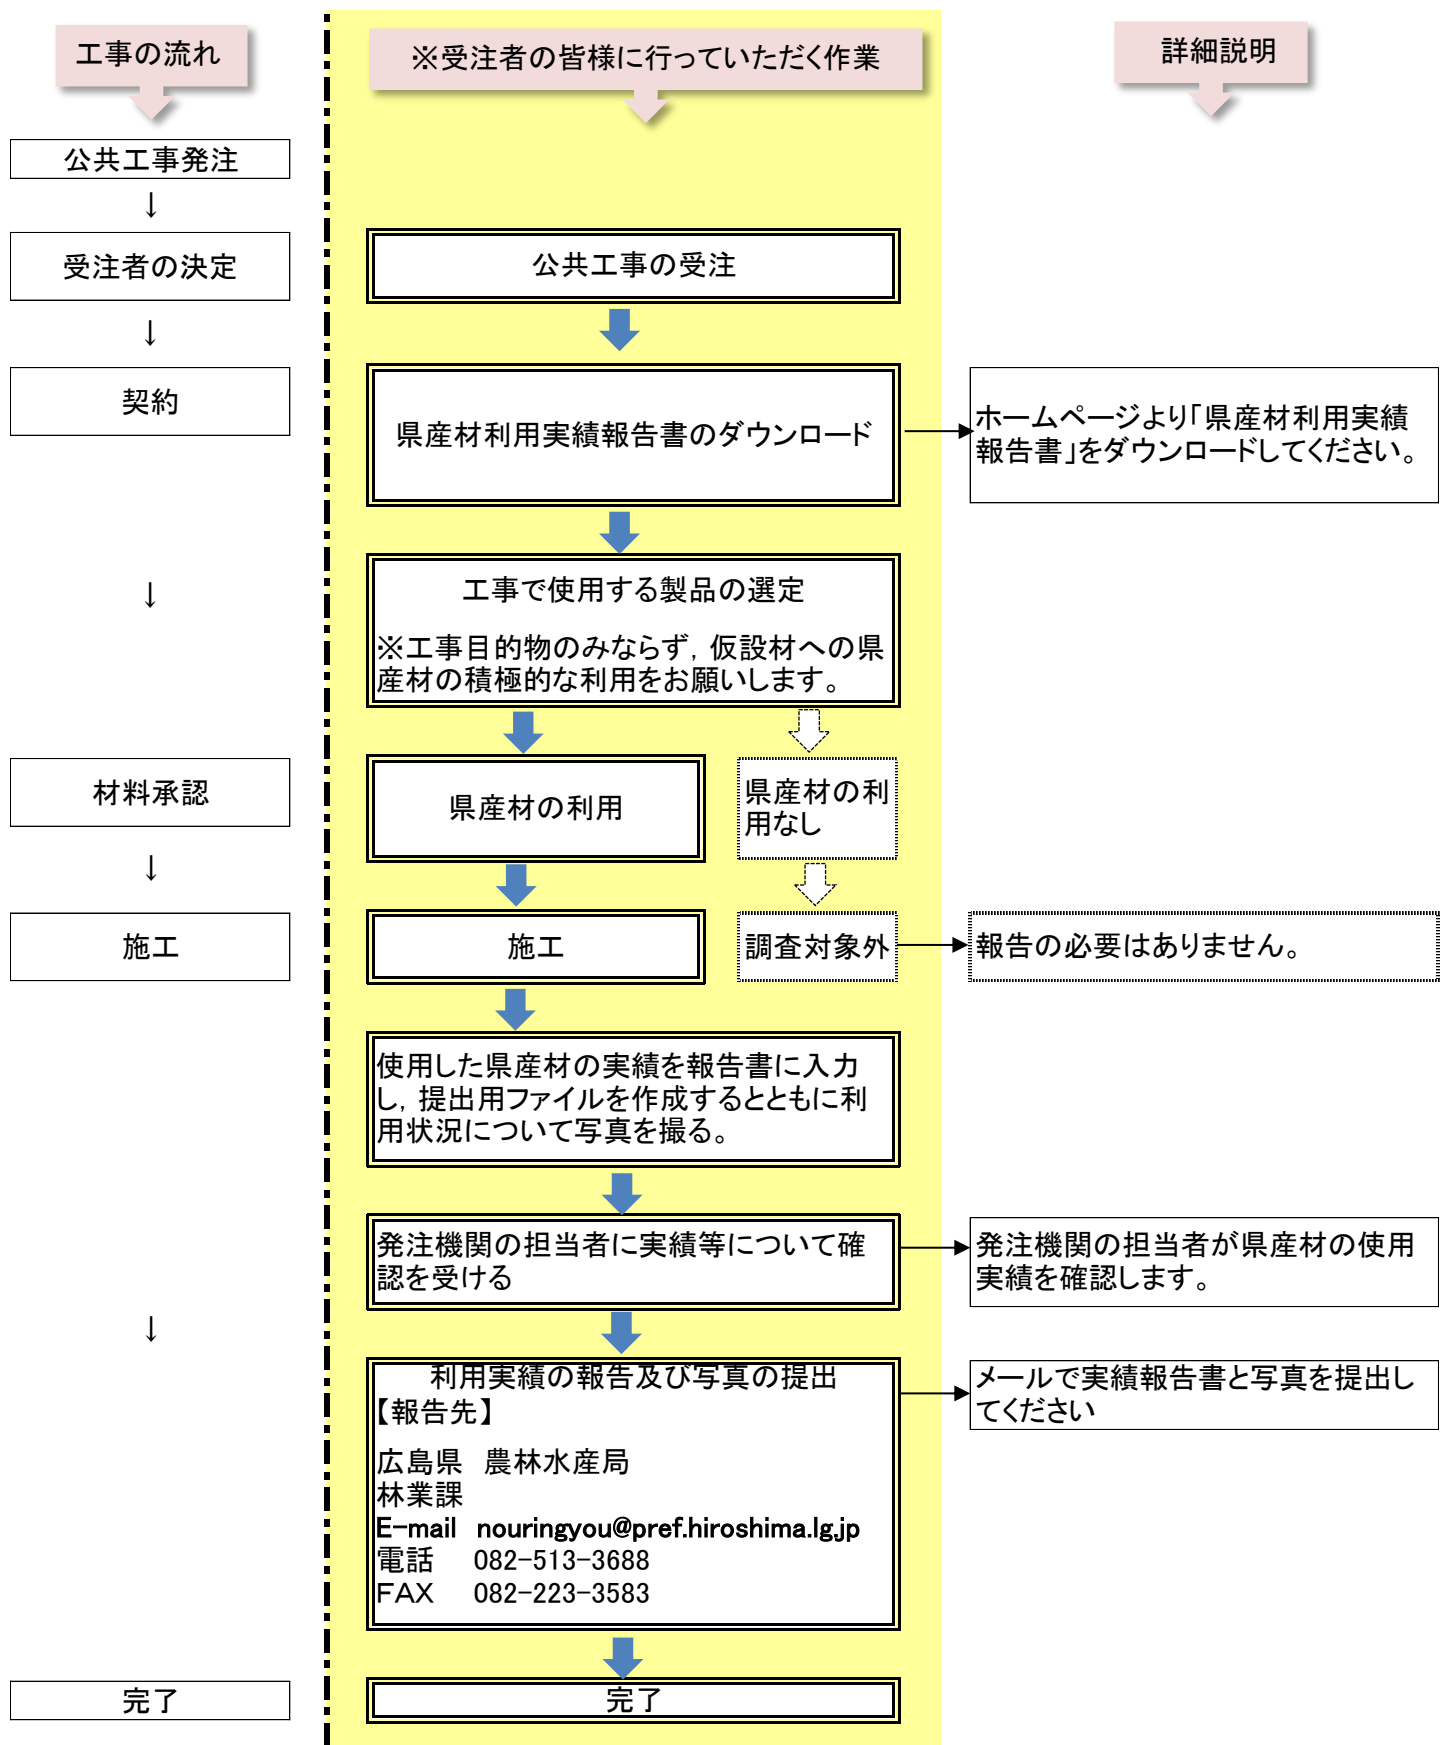 工事の流れ
※受注者の皆様に行っていただく作業
詳細説明
公共工事発注
↓
受注者の決定
公共工事の受注
↓
契約
県産材利用実績報告書のダウンロード
ホームページより「県産材利用実績
報告書」をダウンロードしてください。
↓
工事で使用する製品の選定
※工事目的物のみならず，仮設材への県
産材の積極的な利用をお願いします。
材料承認
県産材の利用
県産材の利
用なし
↓
施工
施工
調査対象外
報告の必要はありません。
使用した県産材の実績を報告書に入力
し，提出用ファイルを作成するとともに利
用状況について写真を撮る。
発注機関の担当者に実績等について確
認を受ける
発注機関の担当者が県産材の使用
実績を確認します。
↓
利用実績の報告及び写真の提出
【報告先】
広島県　農林水産局
林業課
E-mail　nouringyou@pref.hiroshima.lg.jp
電話　082-513-3688
FAX　082-223-3583
メールで実績報告書と写真を提出し
てください
完了
完了